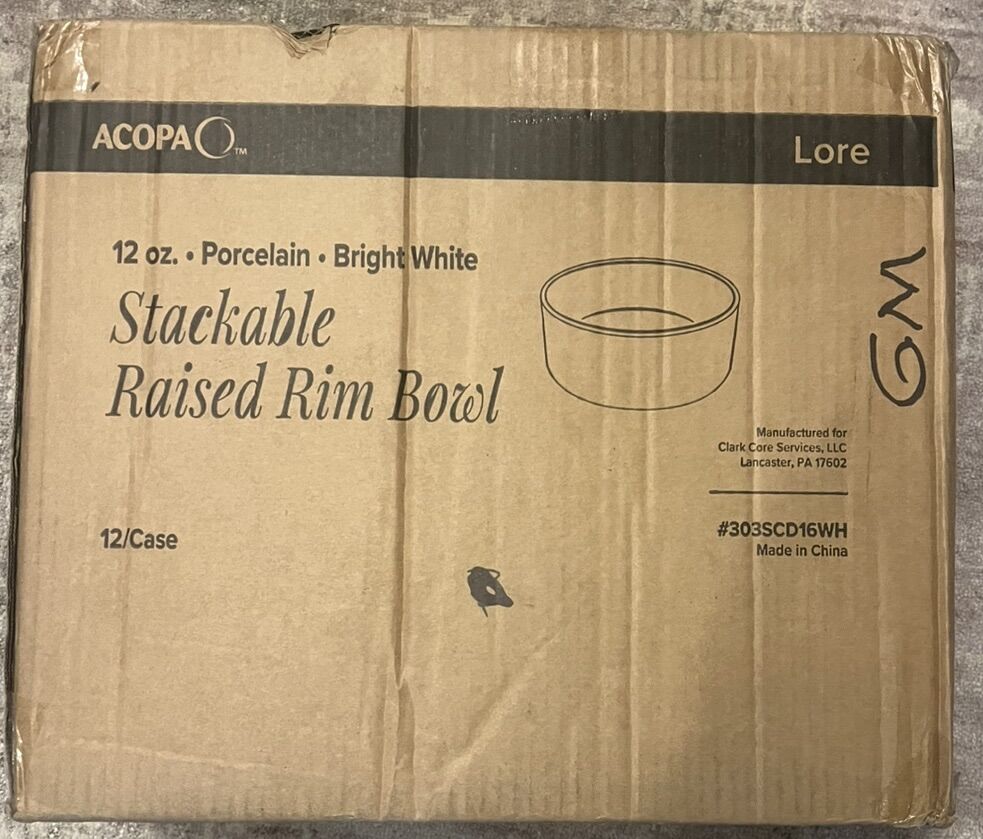 ACOPA TM
Lore
12 oz. • Porcelain • Bright White
Stackable
Raised Rim Bowl
GM
Manufactured for
Clark Core Services, LLC
Lancaster, PA 17602
12/Case
#303SCD16WH
Made in China